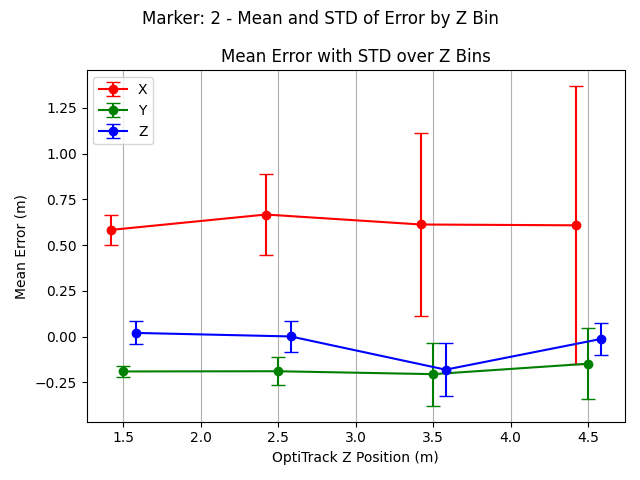 Marker: 2 - Mean and STD of Error by Z Bin
Mean Error with STD over Z Bins
X
Y
Z
Mean Error (m)
1.25
1.00
0.75
0.50
0.25
0.00
−0.25
1.5
2.0
2.5
3.0
3.5
4.0
4.5
OptiTrack Z Position (m)